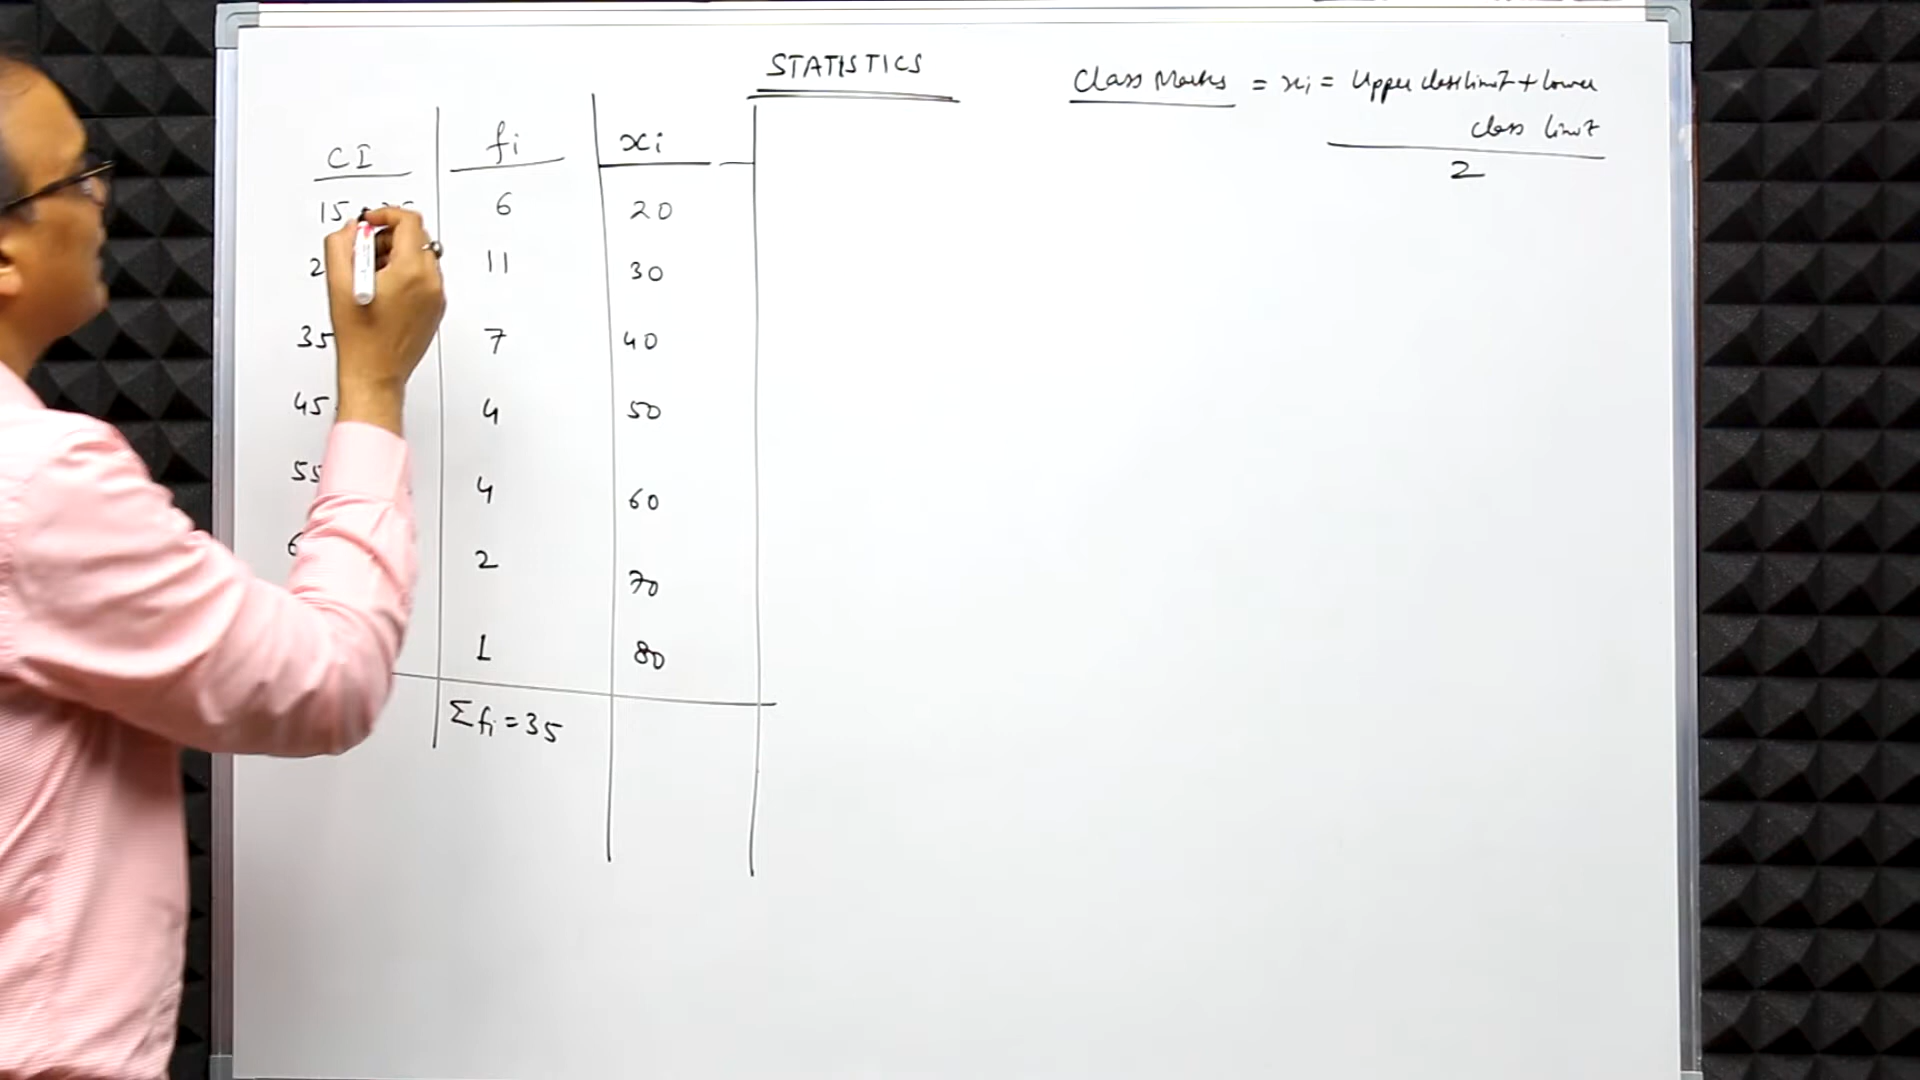 STATISTICS
Class Marks = xi = Upper class limit + Lower
class limit
2
CI fi xi
15-25 6 20
11 30
35 7 40
45 4 50
55 4 60
2 70
1 80
Σfi = 35